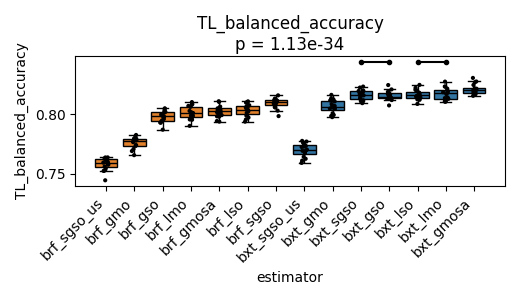 TL_balanced_accuracy
p = 1.13e-34
TL_balanced_accuracy
0.80
0.75
brf_sgso_us
brf_gmo
brf_gso
brf_lmo
brf_gmosa
brf_lso
brf_sgso
bxt_sgso_us
bxt_gmo
bxt_sgso
bxt_gso
bxt_lso
bxt_lmo
bxt_gmosa
estimator